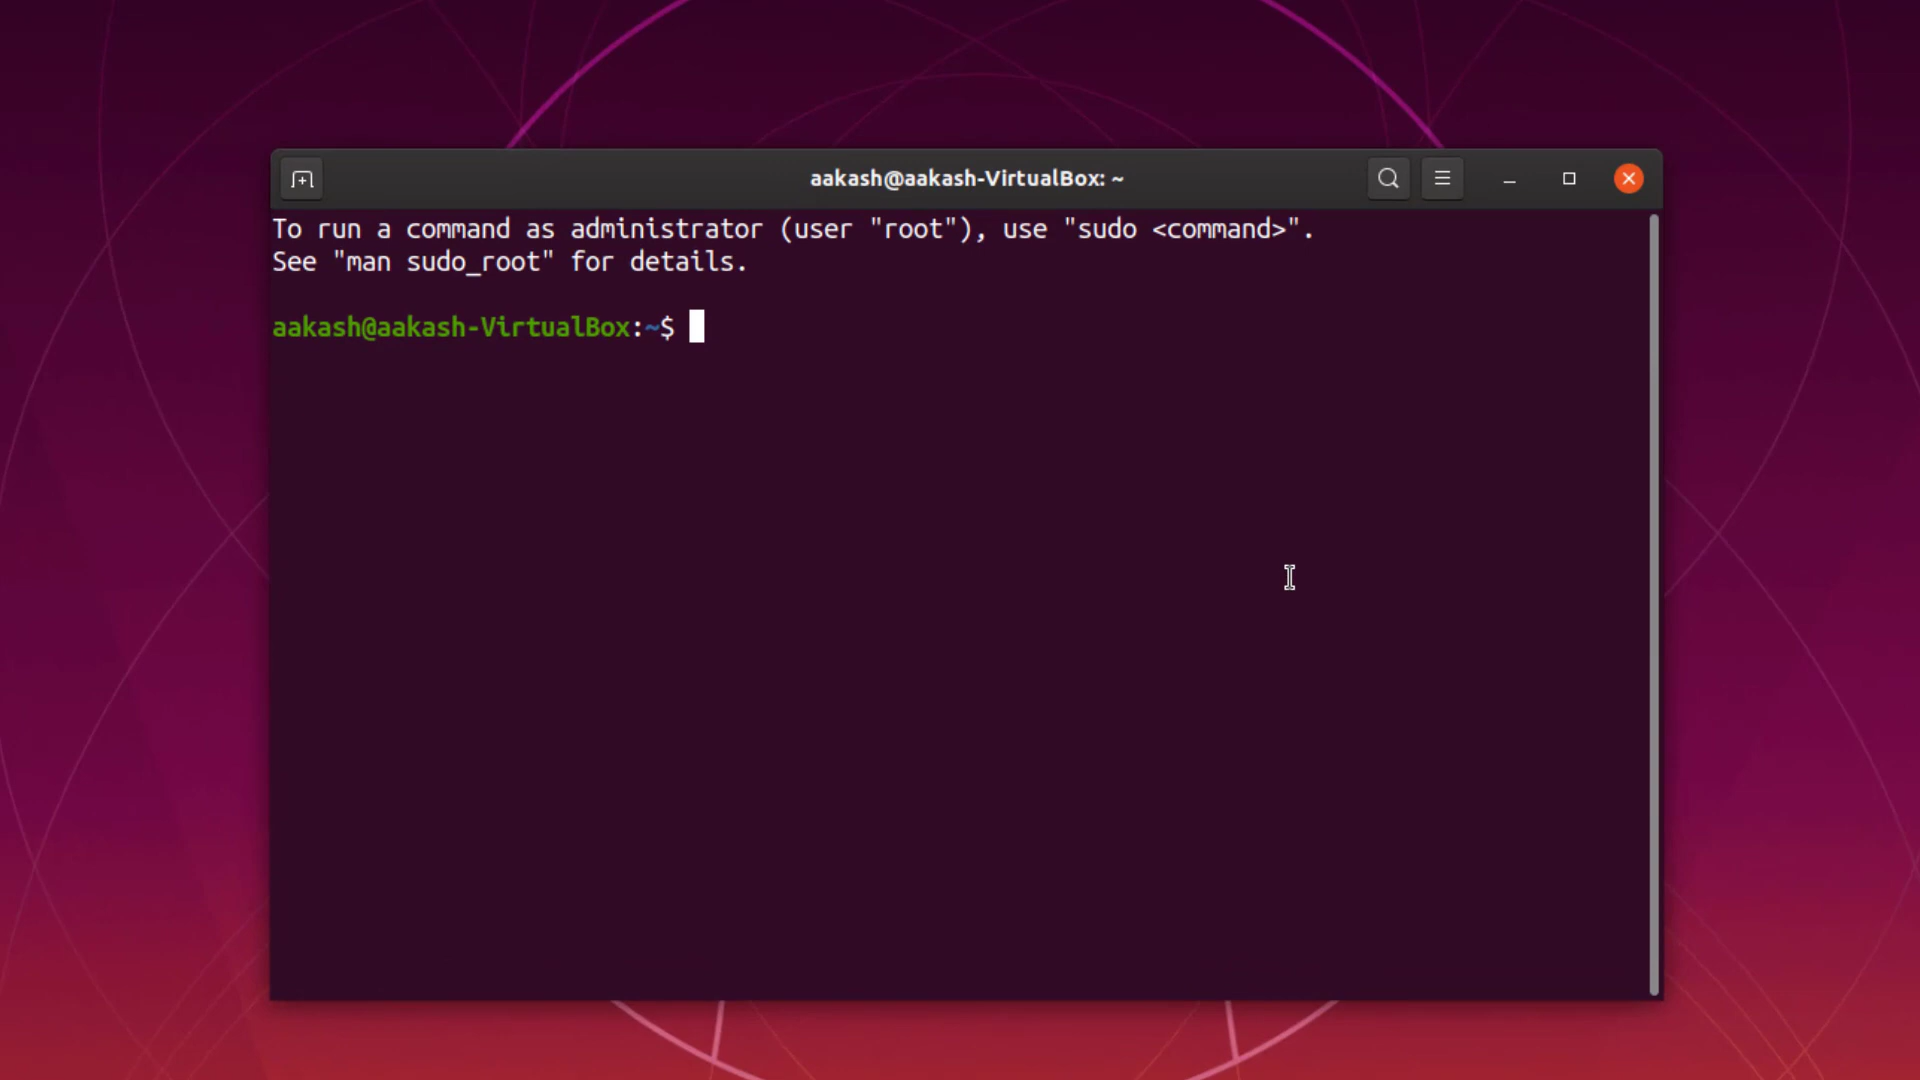 aakash@aakash-VirtualBox: ~
To run a command as administrator (user "root"), use "sudo <command>".
See "man sudo_root" for details.
aakash@aakash-VirtualBox:~$